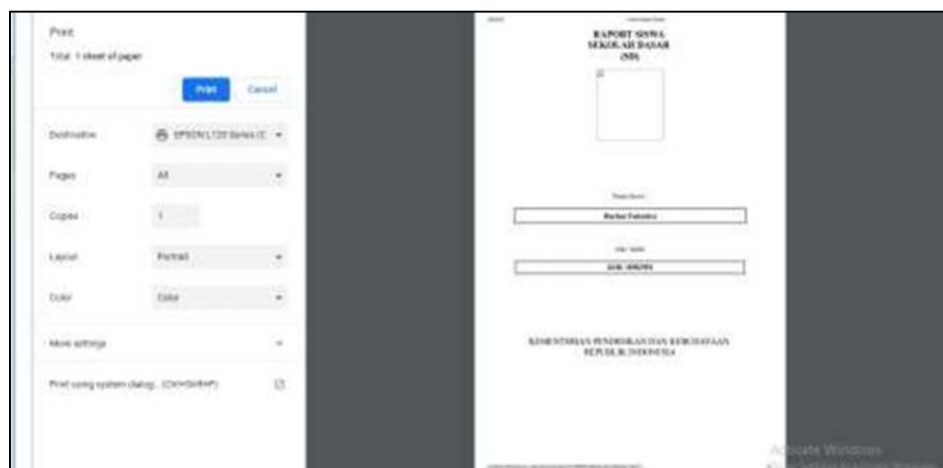 Print
Total: 1 sheet of paper
Print
Cancel
Destination
EPSON L120 Series (C
Pages
All
Copies
1
Layout
Portrait
Color
Color
More settings
Print using system dialog... (Ctrl+Shift+P)
RAPORT SISWA
SEKOLAH DASAR
(SD)
KEMENTERIAN PENDIDIKAN DAN KEBUDAYAAN
REPUBLIK INDONESIA
Activate Windows